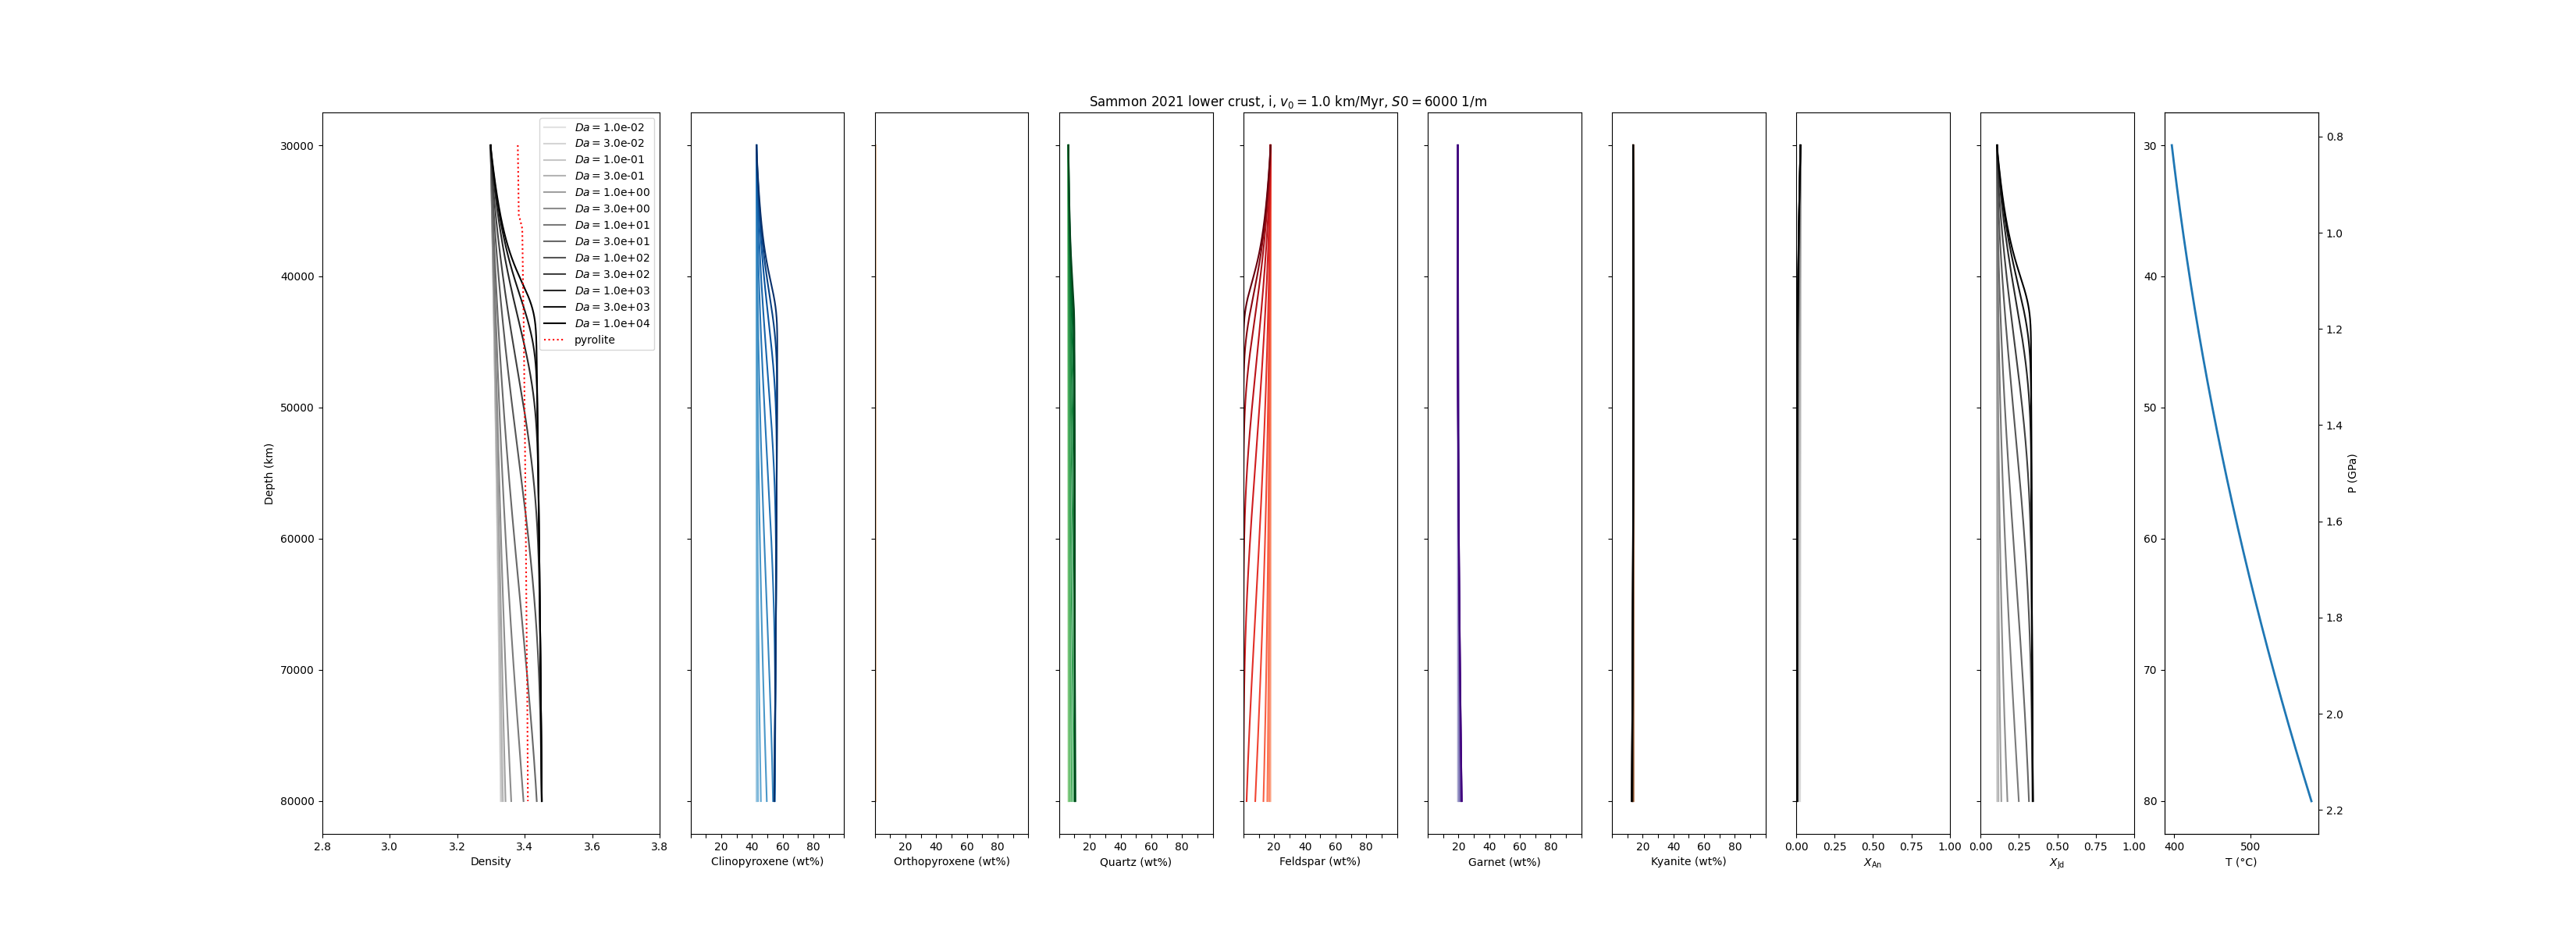 Sammon 2021 lower crust, i, v₀ = 1.0 km/Myr, S0 = 6000 1/m
Da = 1.0e-02
Da = 3.0e-02
Da = 1.0e-01
Da = 3.0e-01
Da = 1.0e+00
Da = 3.0e+00
Da = 1.0e+01
Da = 3.0e+01
Da = 1.0e+02
Da = 3.0e+02
Da = 1.0e+03
Da = 3.0e+03
Da = 1.0e+04
pyrolite
Depth (km)
30000
40000
50000
60000
70000
80000
2.8 3.0 3.2 3.4 3.6 3.8
Density
20 40 60 80
Clinopyroxene (wt%)
20 40 60 80
Orthopyroxene (wt%)
20 40 60 80
Quartz (wt%)
20 40 60 80
Feldspar (wt%)
20 40 60 80
Garnet (wt%)
20 40 60 80
Kyanite (wt%)
0.00 0.25 0.50 0.75 1.00
X_An
0.00 0.25 0.50 0.75 1.00
X_Jd
30
40
50
60
70
80
400 500
T (°C)
0.8
1.0
1.2
1.4
1.6
1.8
2.0
2.2
P (GPa)